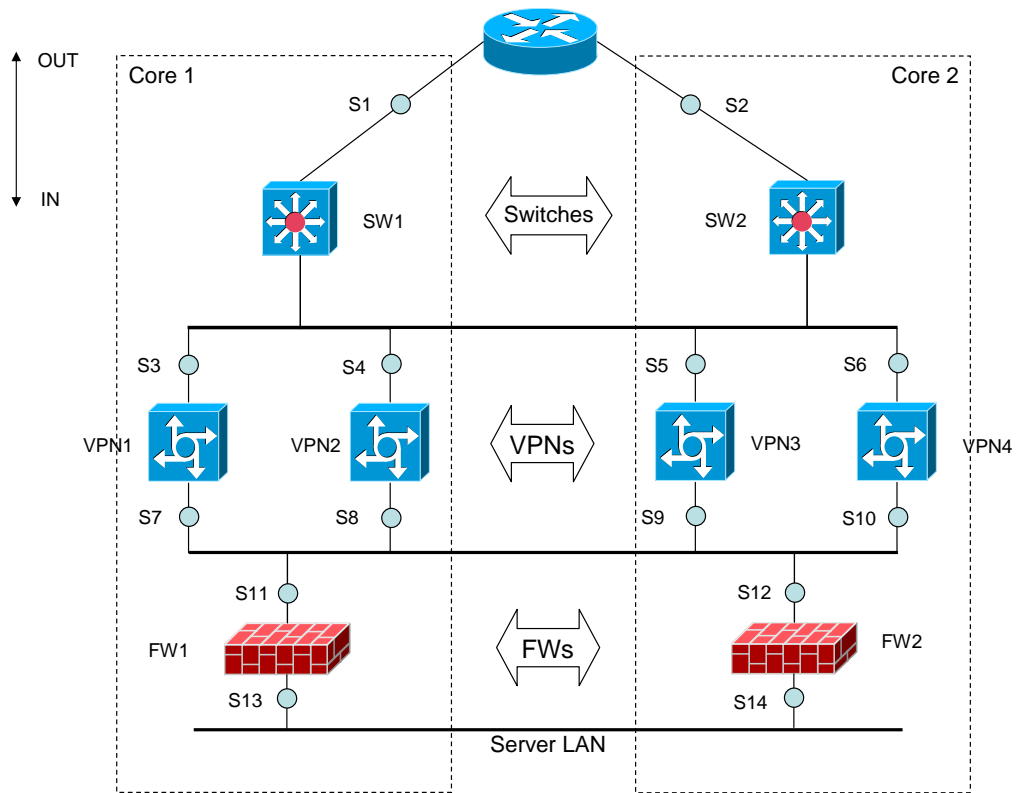 OUT
Core 1
Core 2
S1
S2
IN
SW1
Switches
SW2
S3
S4
S5
S6
VPN1
VPN2
VPNs
VPN3
VPN4
S7
S8
S9
S10
S11
S12
FW1
FWs
FW2
S13
S14
Server LAN